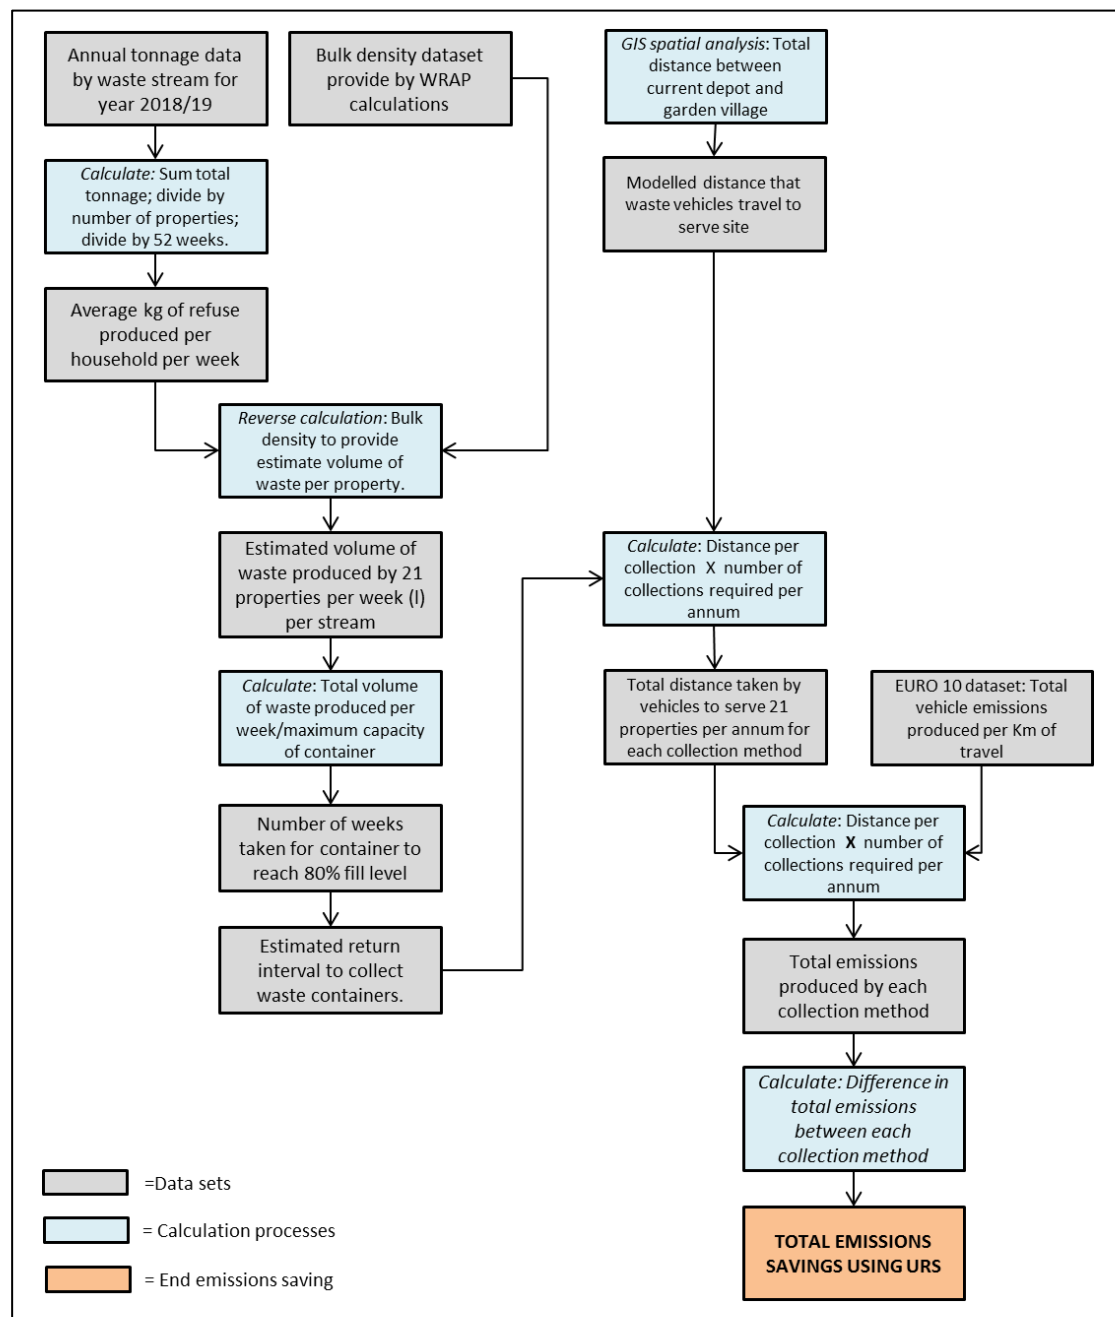 Annual tonnage data
by waste stream for
year 2018/19
Bulk density dataset
provide by WRAP
calculations
GIS spatial analysis: Total
distance between
current depot and
garden village
Calculate: Sum total
tonnage; divide by
number of properties;
divide by 52 weeks.
Modelled distance that
waste vehicles travel to
serve site
Average kg of refuse
produced per
household per week
Reverse calculation: Bulk
density to provide
estimate volume of
waste per property.
Estimated volume of
waste produced by 21
properties per week (l)
per stream
Calculate: Distance per
collection X number of
collections required per
annum
Calculate: Total volume
of waste produced per
week/maximum capacity
of container
Total distance taken by
vehicles to serve 21
properties per annum for
each collection method
EURO 10 dataset: Total
vehicle emissions
produced per Km of
travel
Number of weeks
taken for container to
reach 80% fill level
Calculate: Distance per
collection X number of
collections required per
annum
Estimated return
interval to collect
waste containers.
Total emissions
produced by each
collection method
Calculate: Difference in
total emissions
between each
collection method
=Data sets
= Calculation processes
= End emissions saving
TOTAL EMISSIONS
SAVINGS USING URS